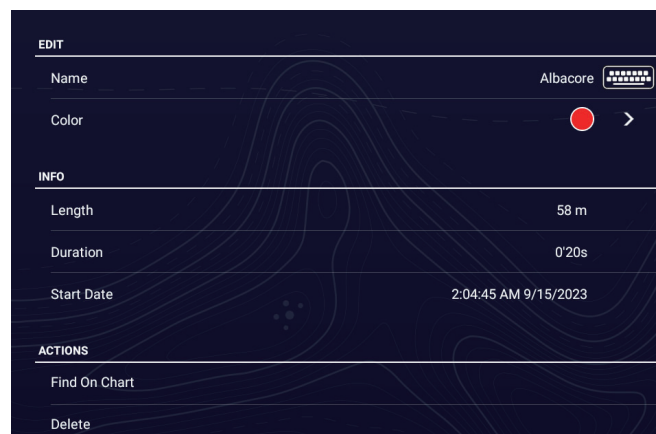 EDIT
Name Albacore
Color
INFO
Length 58 m
Duration 0'20s
Start Date 2:04:45 AM 9/15/2023
ACTIONS
Find On Chart
Delete